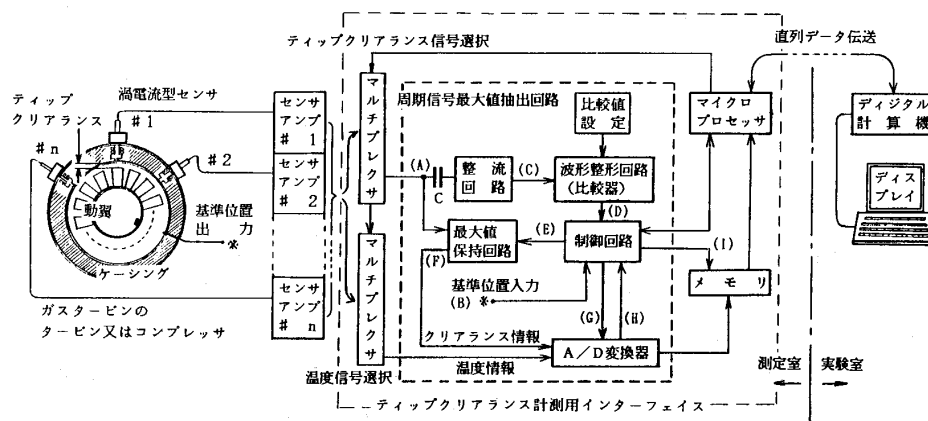 ティップクリアランス信号選択
直列データ伝送
渦電流型センサ
ティップ
クリアランス
#1
#2
#n
動翼
基準位置
出力
*
ケーシング
ガスタービンの
タービン又はコンプレッサ
センサ
アンプ
# 1
センサ
アンプ
# 2
センサ
アンプ
# n
マルチプレクサ
マルチプレクサ
温度信号選択
周期信号最大値抽出回路
比較値
設定
(A)
C
整流
回路
(C)
波形整形回路
(比較器)
(D)
最大値
保持回路
(E)
制御回路
(F)
基準位置入力
(B) *
(G)
(H)
(I)
クリアランス情報
温度情報
A/D変換器
マイクロ
プロセッサ
メモリ
ディジタル
計算機
ディス
プレイ
測定室
実験室
ティップクリアランス計測用インターフェイス